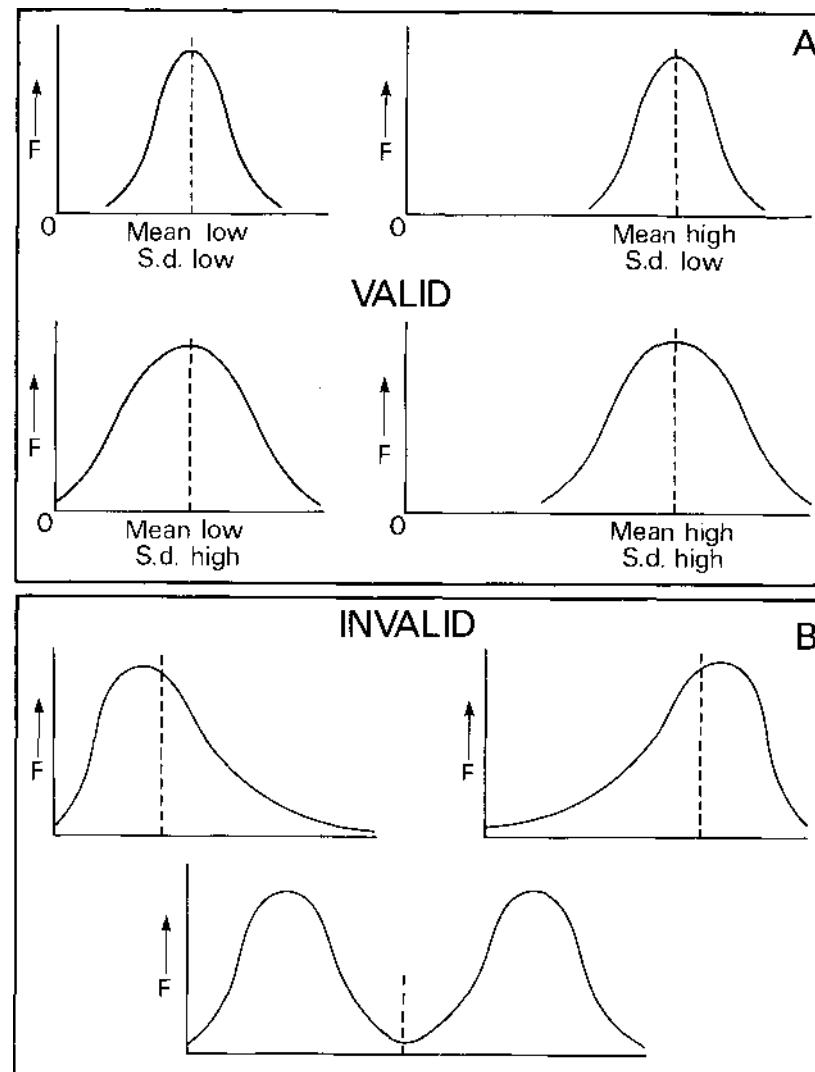 A
F
F
0
0
Mean low
S.d. low
Mean high
S.d. low
VALID
F
F
0
0
Mean low
S.d. high
Mean high
S.d. high
INVALID
B
F
F
F